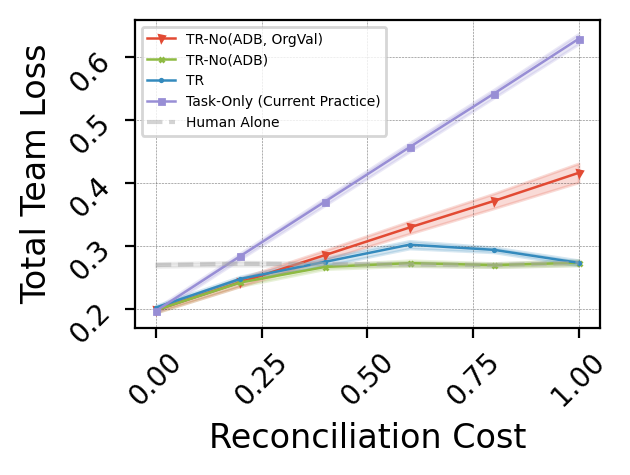 TR-No(ADB, OrgVal)
TR-No(ADB)
TR
Task-Only (Current Practice)
Human Alone
Total Team Loss
0.6
0.5
0.4
0.3
0.2
0.00
0.25
0.50
0.75
1.00
Reconciliation Cost